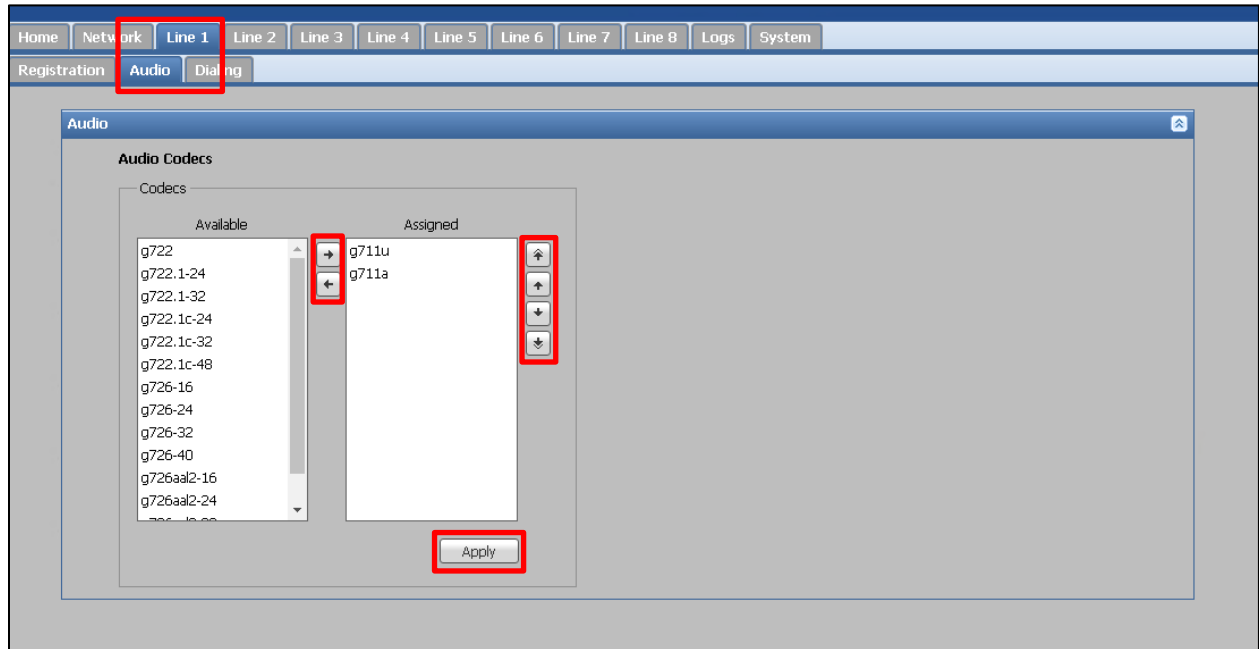 Home Network Line 1 Line 2 Line 3 Line 4 Line 5 Line 6 Line 7 Line 8 Logs System
Registration Audio Dialing
Audio
Audio Codecs
Codecs
Available Assigned
g722 g711u
g722.1-24 g711a
g722.1-32
g722.1c-24
g722.1c-32
g722.1c-48
g726-16
g726-24
g726-32
g726-40
g726aal2-16
g726aal2-24
Apply